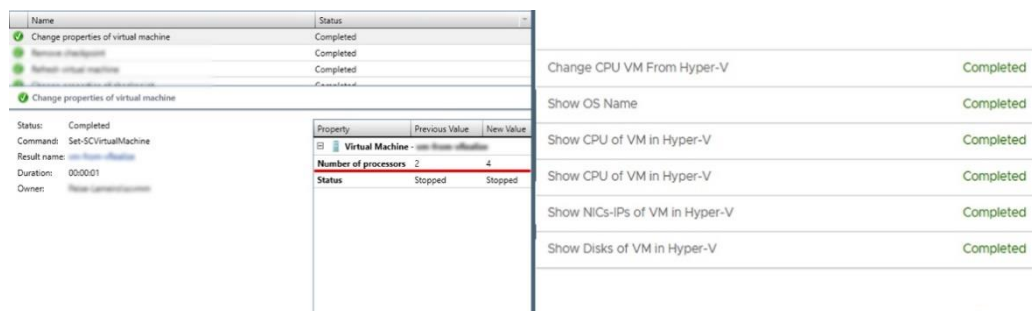 Name Status
Change properties of virtual machine Completed
Completed
Completed
Change properties of virtual machine
Status: Completed
Command: Set-SCVirtualMachine
Result name:
Duration: 00:00:01
Owner:
Property Previous Value New Value
Virtual Machine -
Number of processors 2 4
Status Stopped Stopped
Change CPU VM From Hyper-V Completed
Show OS Name Completed
Show CPU of VM in Hyper-V Completed
Show CPU of VM in Hyper-V Completed
Show NICs-IPs of VM in Hyper-V Completed
Show Disks of VM in Hyper-V Completed